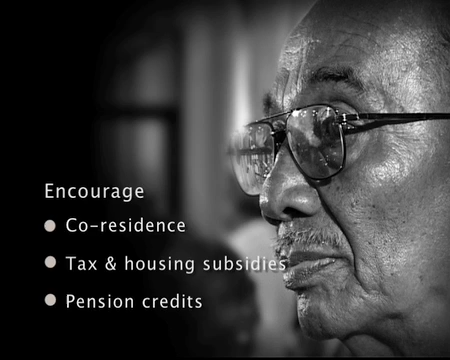 Encourage
Co-residence
Tax & housing subsidies
Pension credits